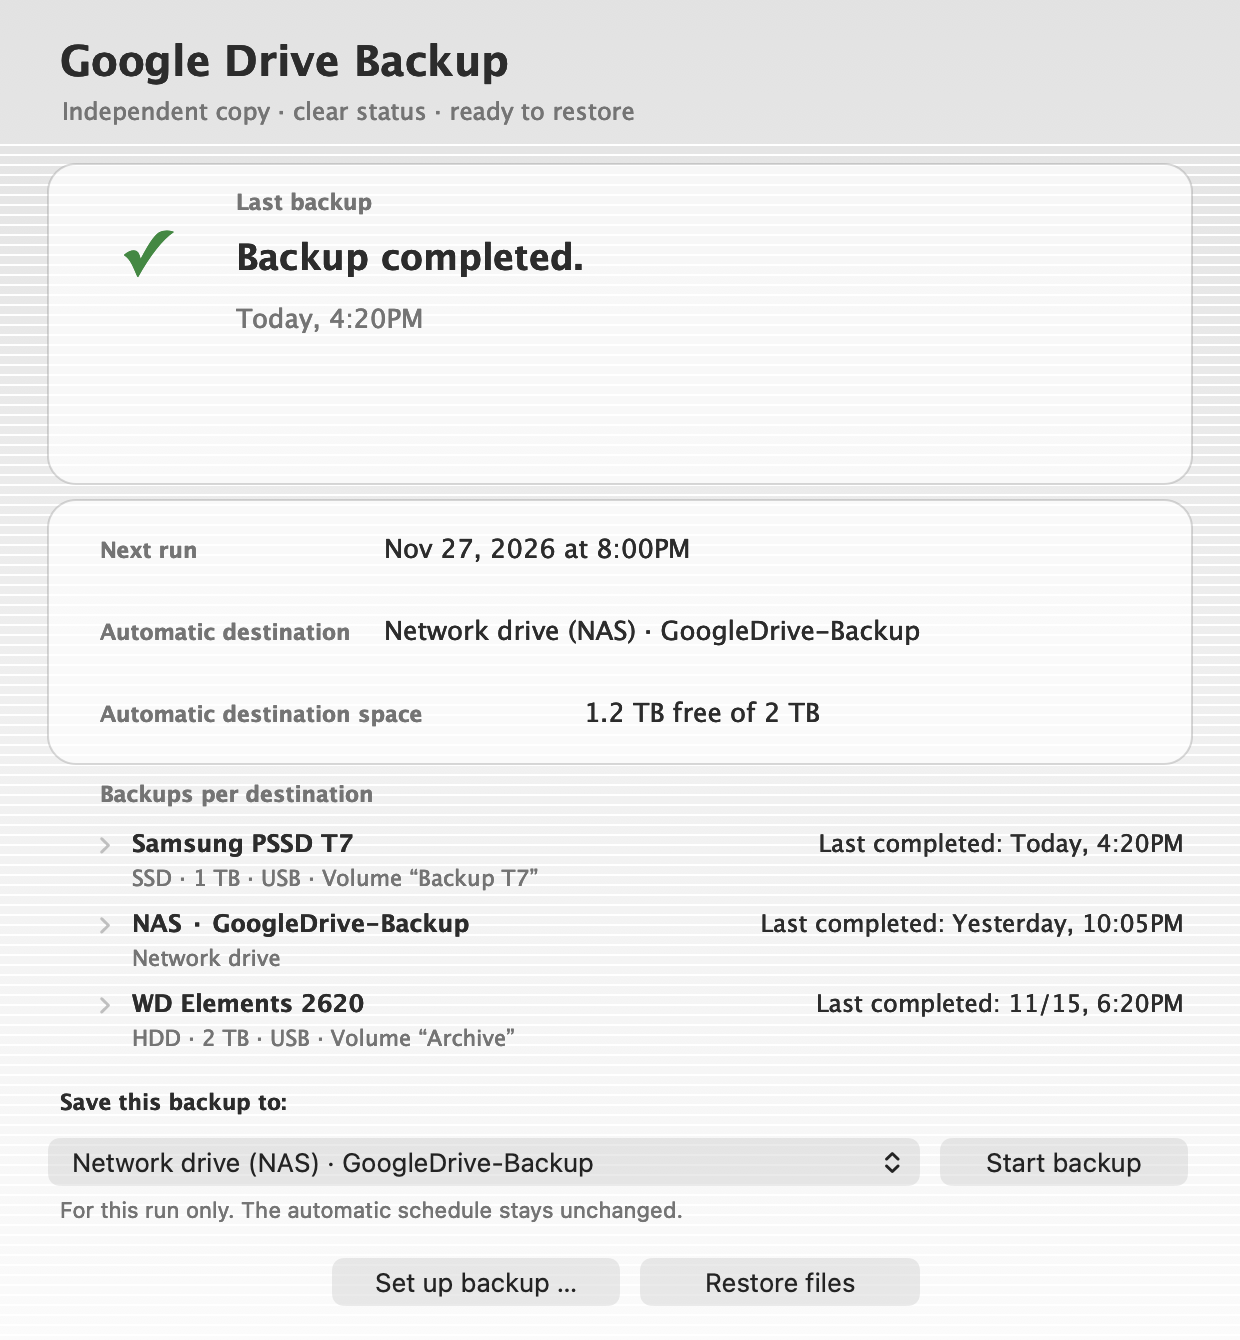 Google Drive Backup
Independent copy · clear status · ready to restore
Last backup
Backup completed.
Today, 4:20PM
Next run
Nov 27, 2026 at 8:00PM
Automatic destination
Network drive (NAS) · GoogleDrive-Backup
Automatic destination space
1.2 TB free of 2 TB
Backups per destination
Samsung PSSD T7
Last completed: Today, 4:20PM
SSD · 1 TB · USB · Volume “Backup T7”
NAS · GoogleDrive-Backup
Last completed: Yesterday, 10:05PM
Network drive
WD Elements 2620
Last completed: 11/15, 6:20PM
HDD · 2 TB · USB · Volume “Archive”
Save this backup to:
Network drive (NAS) · GoogleDrive-Backup
Start backup
For this run only. The automatic schedule stays unchanged.
Set up backup ...
Restore files